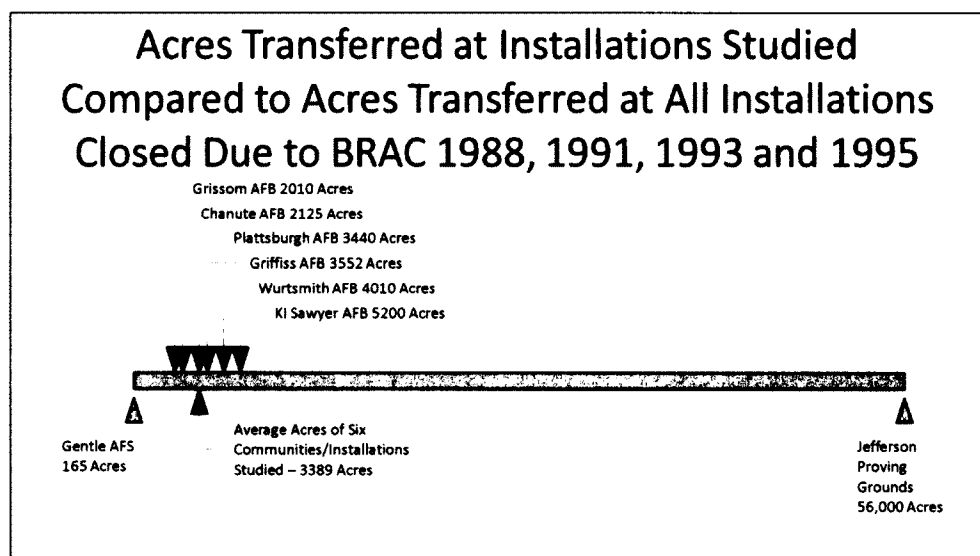 Acres Transferred at Installations Studied
Compared to Acres Transferred at All Installations
Closed Due to BRAC 1988, 1991, 1993 and 1995
Grissom AFB 2010 Acres
Chanute AFB 2125 Acres
Plattsburgh AFB 3440 Acres
Griffiss AFB 3552 Acres
Wurtsmith AFB 4010 Acres
KI Sawyer AFB 5200 Acres
Gentle AFS
165 Acres
Average Acres of Six
Communities/Installations
Studied – 3389 Acres
Jefferson
Proving
Grounds
56,000 Acres